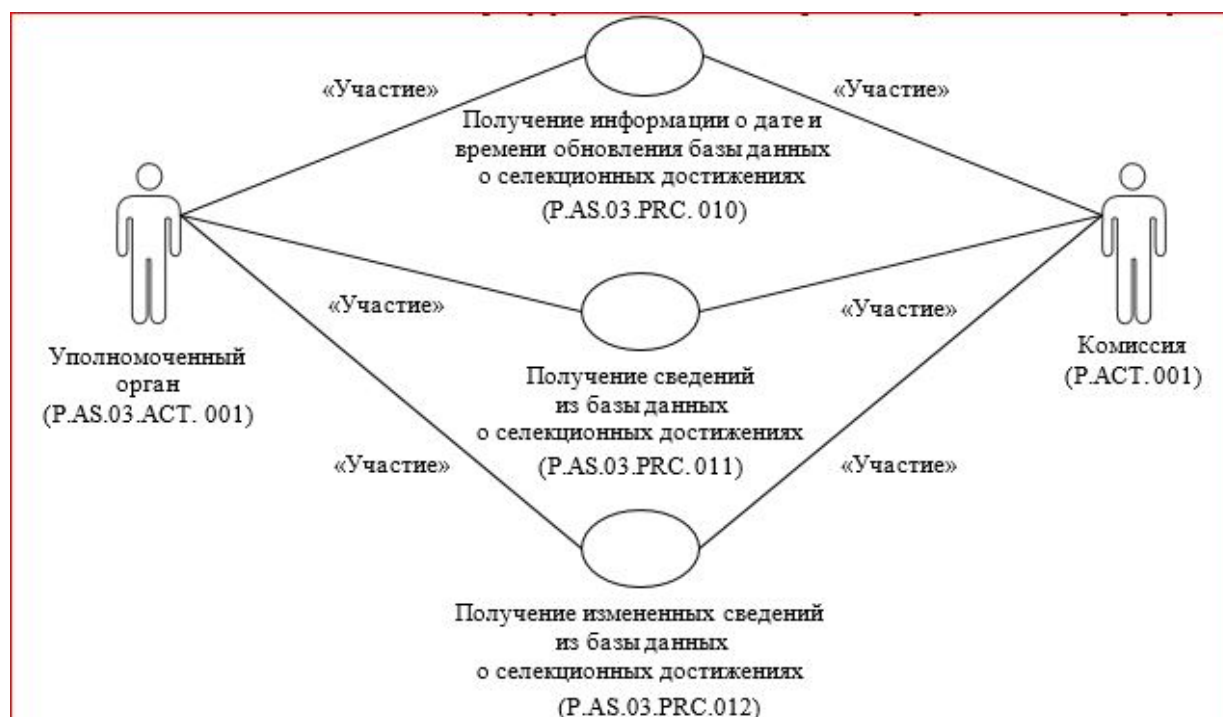 «Участие»
«Участие»
Получение информации о дате и
времени обновления базы данных
о селекционных достижениях
(P.AS.03.PRC. 010)
«Участие»
«Участие»
Уполномоченный
орган
(P.AS.03.ACT. 001)
Комиссия
(P.ACT. 001)
Получение сведений
из базы данных
о селекционных достижениях
(P.AS.03.PRC. 011)
«Участие»
«Участие»
Получение измененных сведений
из базы данных
о селекционных достижениях
(P.AS.03.PRC.012)